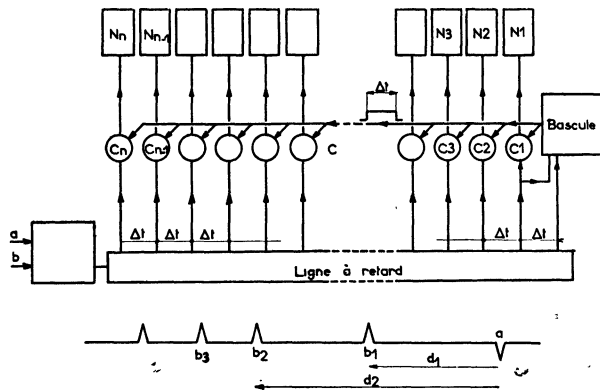 Nn Nn-1 N3 N2 N1
Δt
Bascule
Cn Cn-1 C C3 C2 C1
a
Δt Δt Δt Δt Δt
b
Ligne à retard
a
b3 b2 b1
d1
d2